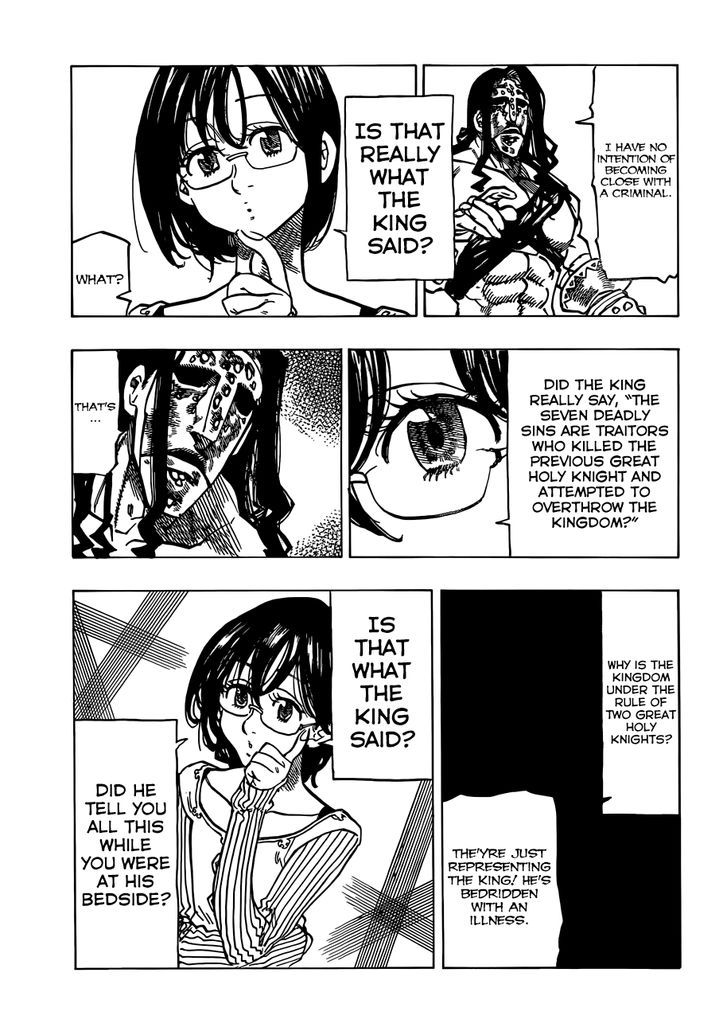 I HAVE NO
INTENTION OF
BECOMING
CLOSE WITH
A CRIMINAL.
IS THAT
REALLY
WHAT
THE
KING
SAID?
WHAT?
DID THE KING
REALLY SAY, "THE
SEVEN DEADLY
SINS ARE TRAITORS
WHO KILLED THE
PREVIOUS GREAT
HOLY KNIGHT AND
ATTEMPTED TO
OVERTHROW THE
KINGDOM?"
THAT'S
...
WHY IS THE
KINGDOM
UNDER THE
RULE OF
TWO GREAT
HOLY
KNIGHTS?
THE'YRE JUST
REPRESENTING
THE KING! HE'S
BEDRIDDEN
WITH AN
ILLNESS.
IS
THAT
WHAT
THE
KING
SAID?
DID HE
TELL YOU
ALL THIS
WHILE
YOU WERE
AT HIS
BEDSIDE?